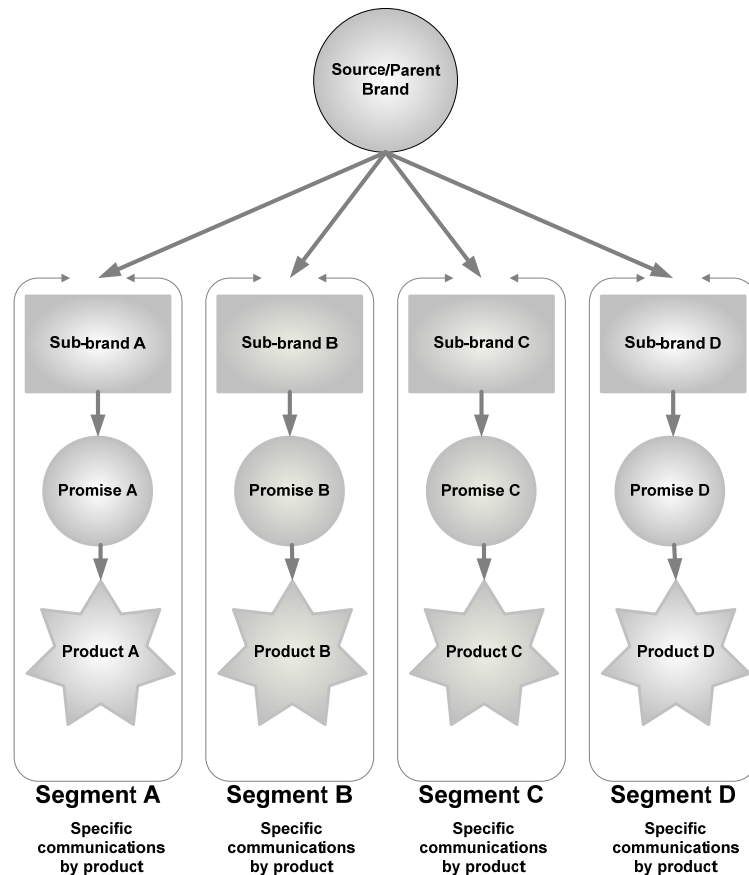 Source/Parent
Brand
Sub-brand A
Sub-brand B
Sub-brand C
Sub-brand D
Promise A
Promise B
Promise C
Promise D
Product A
Product B
Product C
Product D
Segment A
Segment B
Segment C
Segment D
Specific
communications
by product
Specific
communications
by product
Specific
communications
by product
Specific
communications
by product